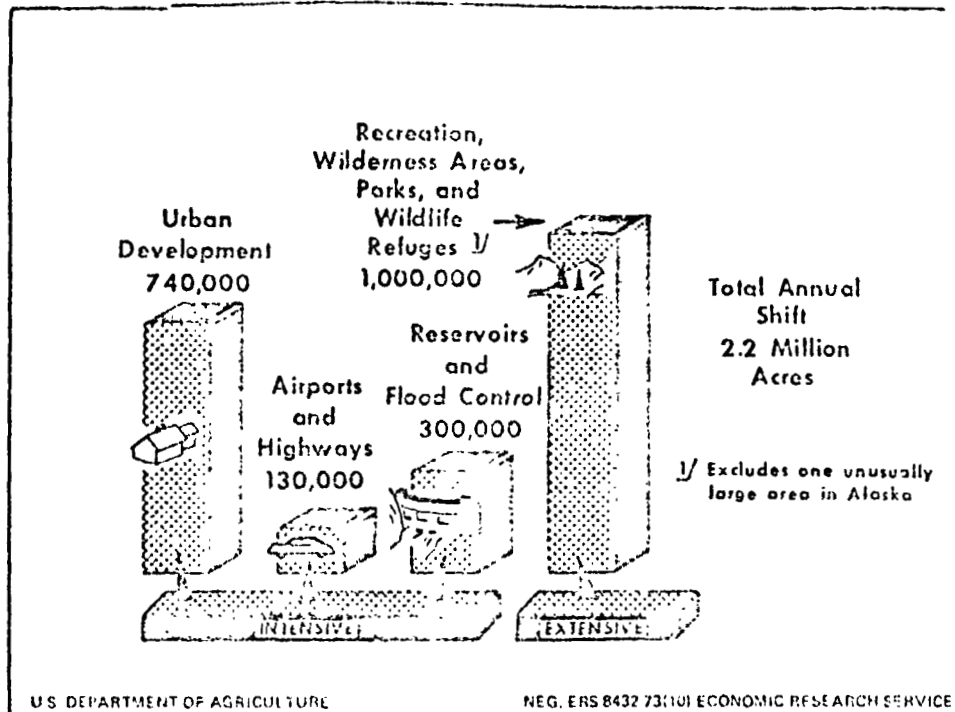 Recreation,
Wilderness Areas,
Parks, and
Wildlife
Refuges 1/
1,000,000
Urban
Development
740,000
Airports
and
Highways
130,000
Reservoirs
and
Flood Control
300,000
Total Annual
Shift
2.2 Million
Acres
1/ Excludes one unusually
large area in Alaska
INTENSIVE
EXTENSIVE
U.S. DEPARTMENT OF AGRICULTURE
NEG. ERS 8432-73(10) ECONOMIC RESEARCH SERVICE